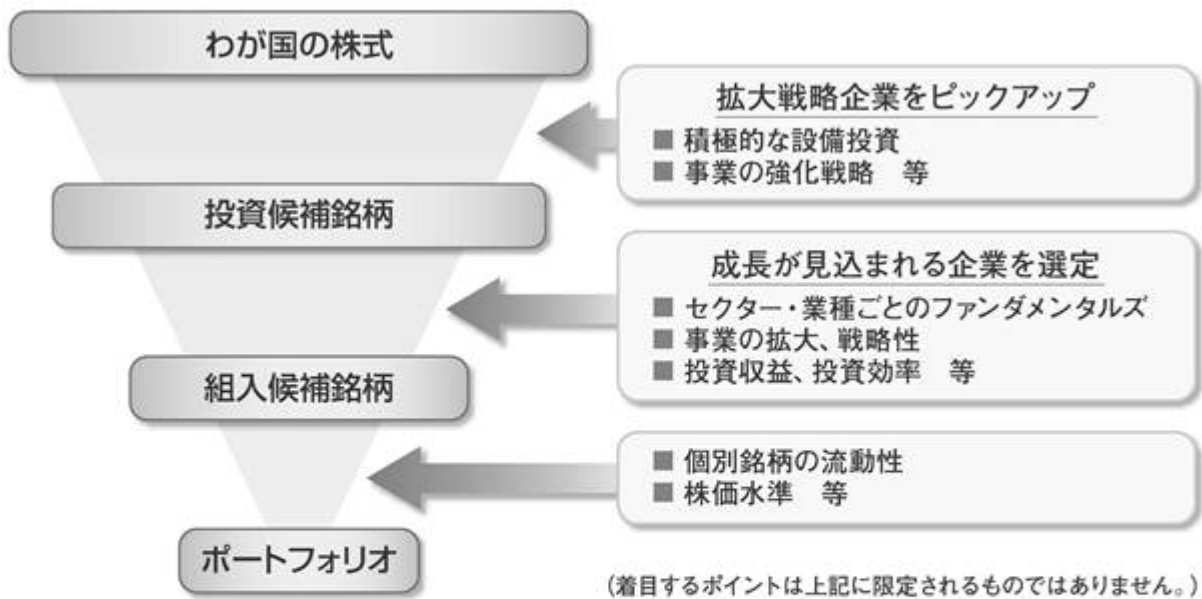 わが国の株式
拡大戦略企業をピックアップ
■ 積極的な設備投資
■ 事業の強化戦略　等
投資候補銘柄
成長が見込まれる企業を選定
■ セクター・業種ごとのファンダメンタルズ
■ 事業の拡大、戦略性
■ 投資収益、投資効率　等
組入候補銘柄
■ 個別銘柄の流動性
■ 株価水準　等
ポートフォリオ
(着目するポイントは上記に限定されるものではありません。)